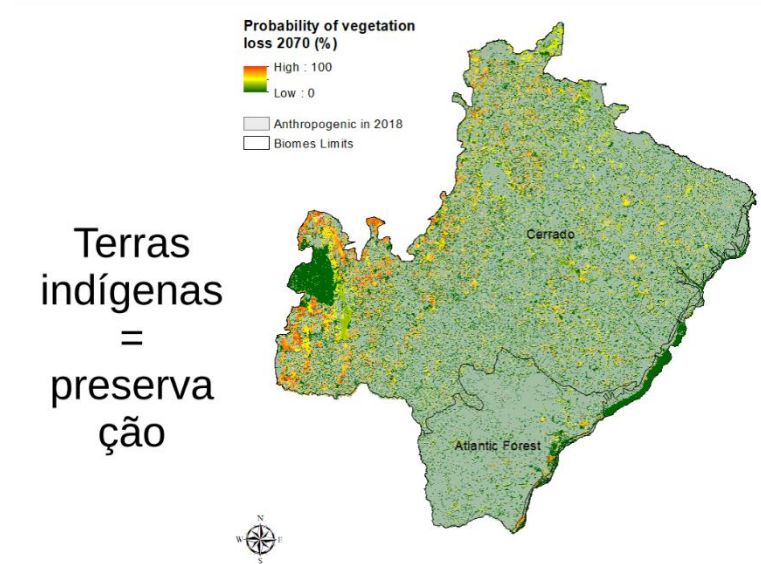 Probability of vegetation
loss 2070 (%)
High : 100
Low : 0
Anthropogenic in 2018
Biomes Limits
Terras
indígenas
=
preserva
ção
Cerrado
Atlantic Forest
N
W
E
S